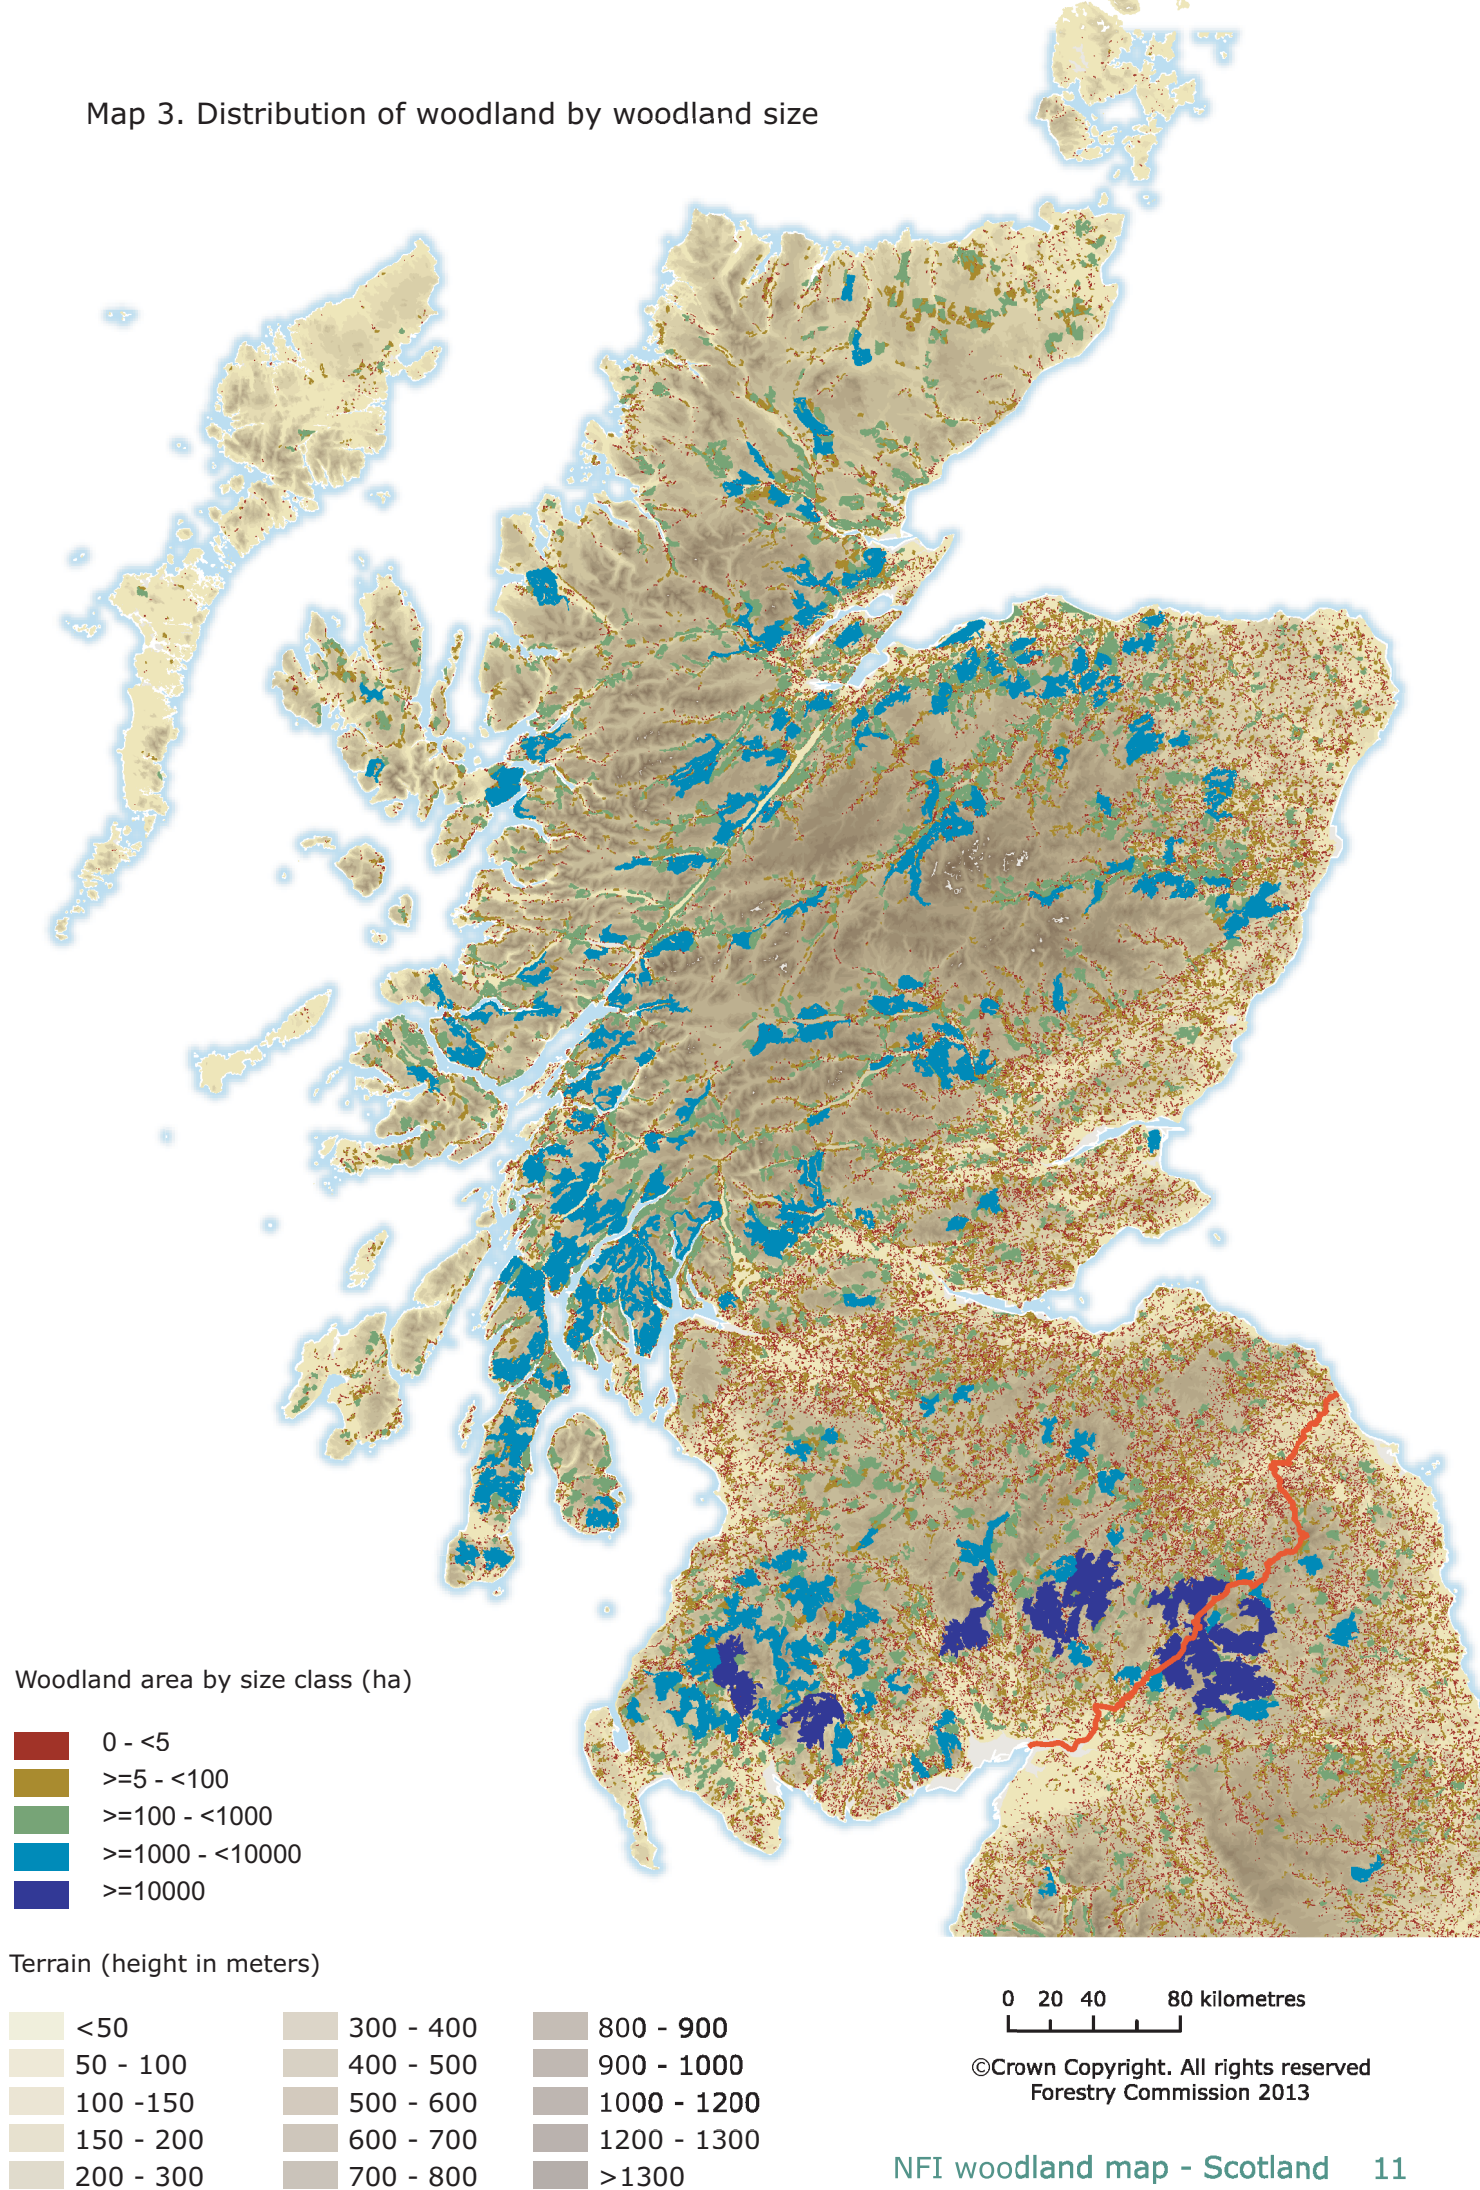 Map 3. Distribution of woodland by woodland size
Woodland area by size class (ha)
0 - <5
>=5 - <100
>=100 - <1000
>=1000 - <10000
>=10000
Terrain (height in meters)
<50
50 - 100
100 -150
150 - 200
200 - 300
300 - 400
400 - 500
500 - 600
600 - 700
700 - 800
800 - 900
900 - 1000
1000 - 1200
1200 - 1300
>1300
0 20 40 80 kilometres
©Crown Copyright. All rights reserved
Forestry Commission 2013
NFI woodland map - Scotland 11